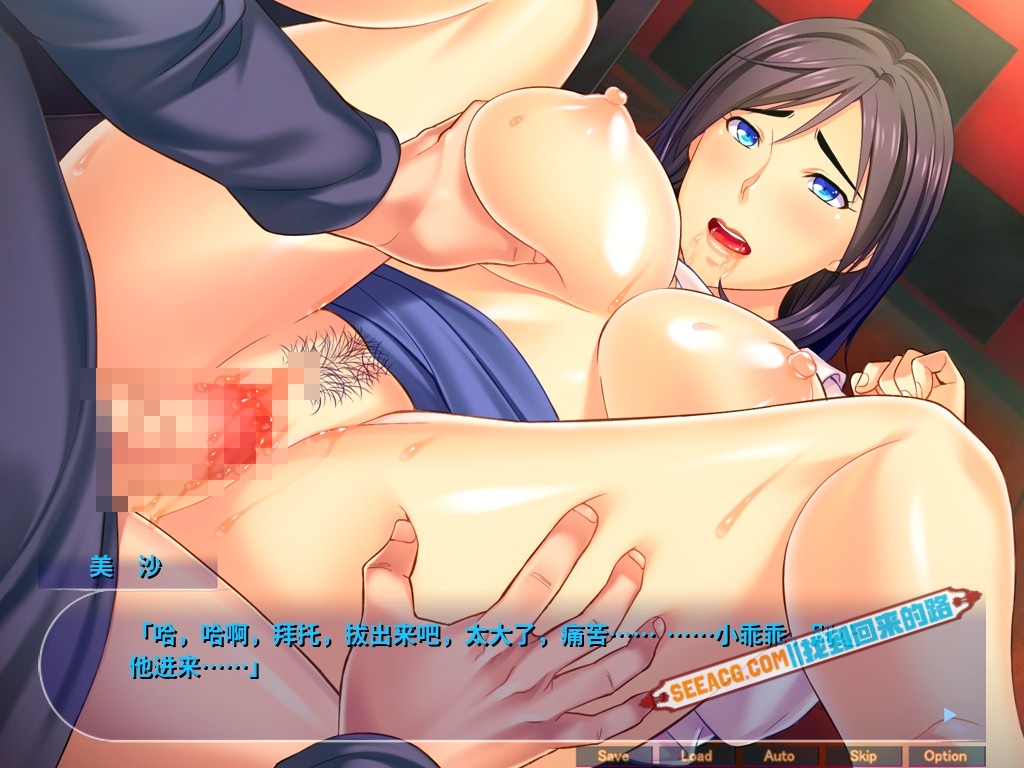 美 沙
「哈，哈啊，拜托，拔出来吧，太大了，痛苦…… ……小乖乖，
他进来……」
SEEACG.COM||找到回来的路
Save Load Auto Skip Option